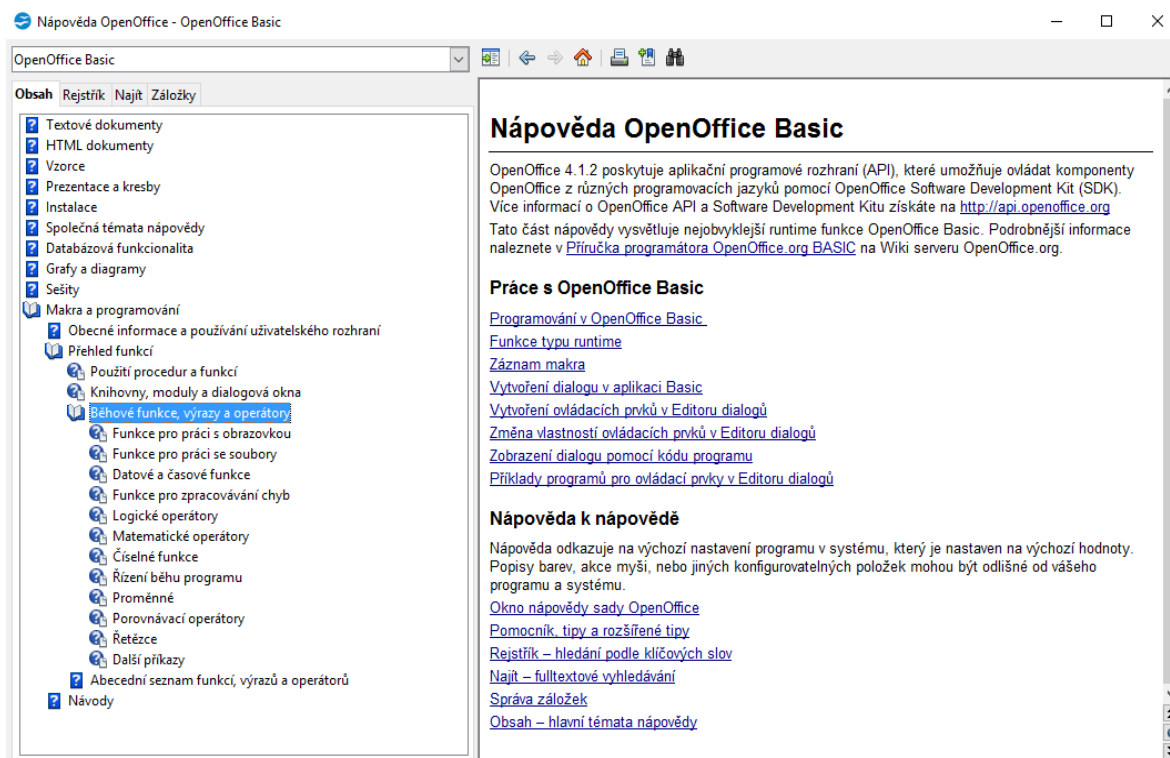 Nápověda OpenOffice - OpenOffice Basic
OpenOffice Basic
Obsah Rejstřík Najít Záložky
Textové dokumenty
HTML dokumenty
Vzorce
Prezentace a kresby
Instalace
Společná témata nápovědy
Databázová funkcionalita
Grafy a diagramy
Sešity
Makra a programování
Obecné informace a používání uživatelského rozhraní
Přehled funkcí
Použití procedur a funkcí
Knihovny, moduly a dialogová okna
Běhové funkce, výrazy a operátory
Funkce pro práci s obrazovkou
Funkce pro práci se soubory
Datové a časové funkce
Funkce pro zpracovávání chyb
Logické operátory
Matematické operátory
Číselné funkce
Řízení běhu programu
Proměnné
Porovnávací operátory
Řetězce
Další příkazy
Abecední seznam funkcí, výrazů a operátorů
Návody
Nápověda OpenOffice Basic
OpenOffice 4.1.2 poskytuje aplikační programové rozhraní (API), které umožňuje ovládat komponenty
OpenOffice z různých programovacích jazyků pomocí OpenOffice Software Development Kit (SDK).
Více informací o OpenOffice API a Software Development Kitu získáte na http://api.openoffice.org
Tato část nápovědy vysvětluje nejobvyklejší runtime funkce OpenOffice Basic. Podrobnější informace
naleznete v Příručka programátora OpenOffice.org BASIC na Wiki serveru OpenOffice.org.
Práce s OpenOffice Basic
Programování v OpenOffice Basic
Funkce typu runtime
Záznam makra
Vytvoření dialogu v aplikaci Basic
Vytvoření ovládacích prvků v Editoru dialogů
Změna vlastností ovládacích prvků v Editoru dialogů
Zobrazení dialogu pomocí kódu programu
Příklady programů pro ovládací prvky v Editoru dialogů
Nápověda k nápovědě
Nápověda odkazuje na výchozí nastavení programu v systému, který je nastaven na výchozí hodnoty.
Popisy barev, akce myši, nebo jiných konfigurovatelných položek mohou být odlišné od vášeho
programu a systému.
Okno nápovědy sady OpenOffice
Pomocník, tipy a rozšířené tipy
Rejstřík – hledání podle klíčových slov
Najít – fulltextové vyhledávání
Správa záložek
Obsah – hlavní témata nápovědy